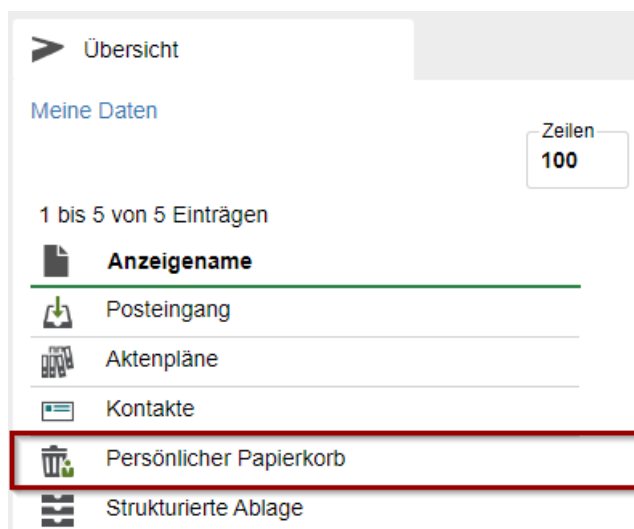 Übersicht
Meine Daten
Zeilen
100
1 bis 5 von 5 Einträgen
Anzeigename
Posteingang
Aktenpläne
Kontakte
Persönlicher Papierkorb
Strukturierte Ablage